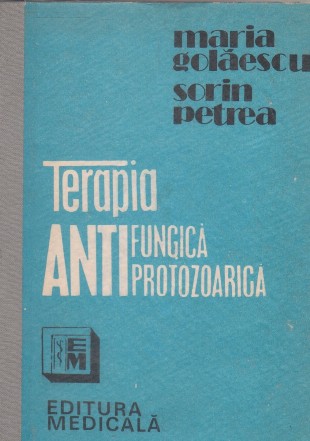 maria
golăescu
sorin
petrea
Terapia
ANTI FUNGICĂ
PROTOZOARICĂ
EM
EDITURA
MEDICALĂ